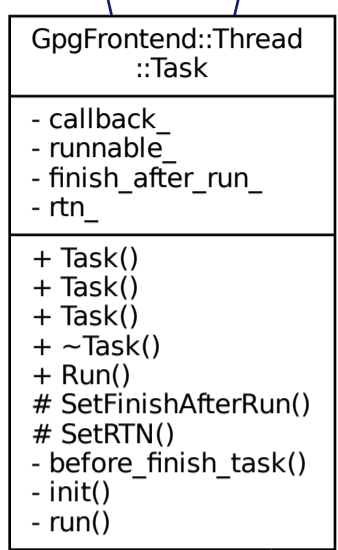 GpgFrontend::Thread
::Task
- callback_
- runnable_
- finish_after_run_
- rtn_
+ Task()
+ Task()
+ Task()
+ ~Task()
+ Run()
# SetFinishAfterRun()
# SetRTN()
- before_finish_task()
- init()
- run()